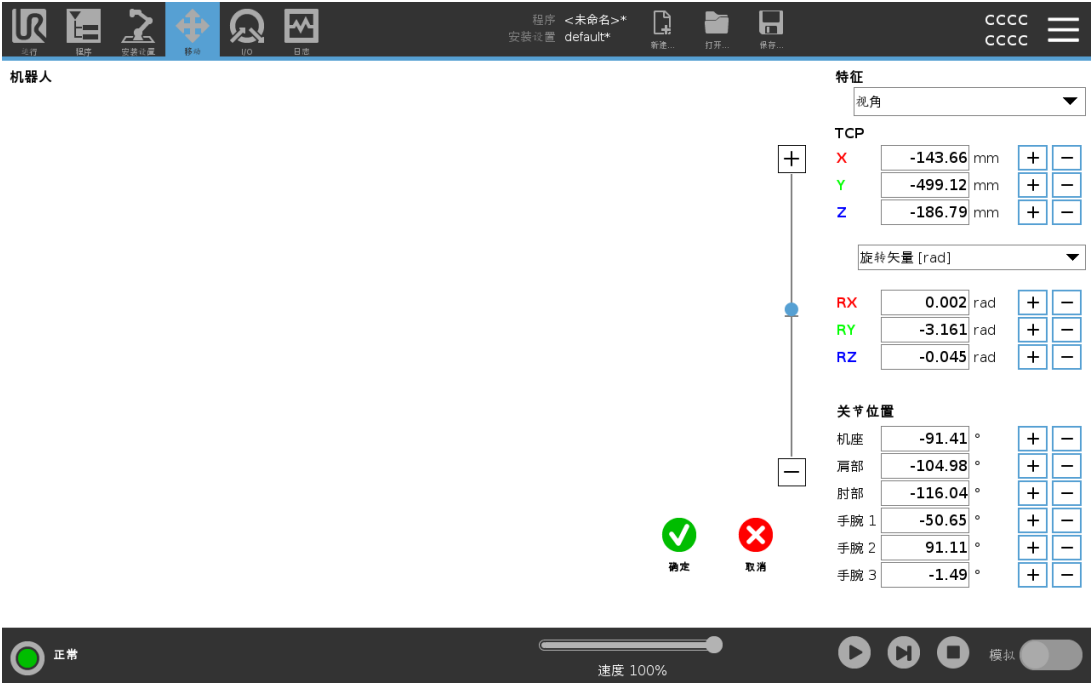 运行 程序 安装设置 移动 I/O 日志
程序 <未命名>*
安装设置 default*
新建... 打开... 保存...
CCCC
CCCC
机器人
特征
视角
TCP
X -143.66 mm + −
Y -499.12 mm + −
Z -186.79 mm + −
旋转矢量 [rad]
RX 0.002 rad + −
RY -3.161 rad + −
RZ -0.045 rad + −
关节位置
机座 -91.41 ° + −
肩部 -104.98 ° + −
肘部 -116.04 ° + −
手腕 1 -50.65 ° + −
手腕 2 91.11 ° + −
手腕 3 -1.49 ° + −
确定 取消
正常
速度 100%
模拟